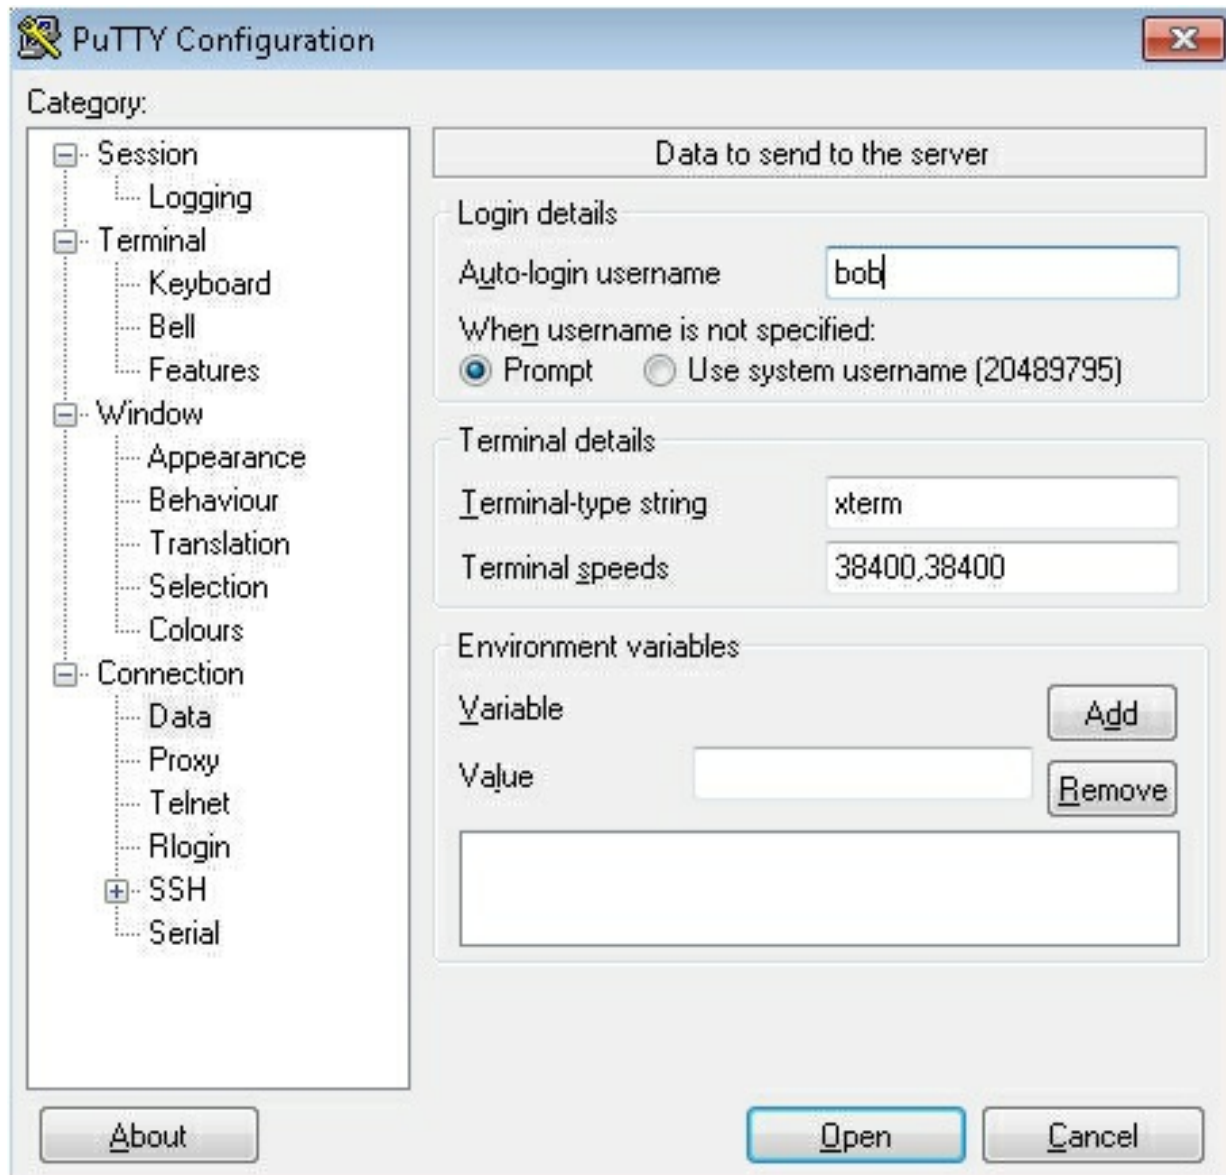 PuTTY Configuration
Category:
Session
Logging
Terminal
Keyboard
Bell
Features
Window
Appearance
Behaviour
Translation
Selection
Colours
Connection
Data
Proxy
Telnet
Rlogin
SSH
Serial
Data to send to the server
Login details
Auto-login username bob
When username is not specified:
Prompt Use system username (20489795)
Terminal details
Terminal-type string xterm
Terminal speeds 38400,38400
Environment variables
Variable Add
Value
Remove
About Open Cancel